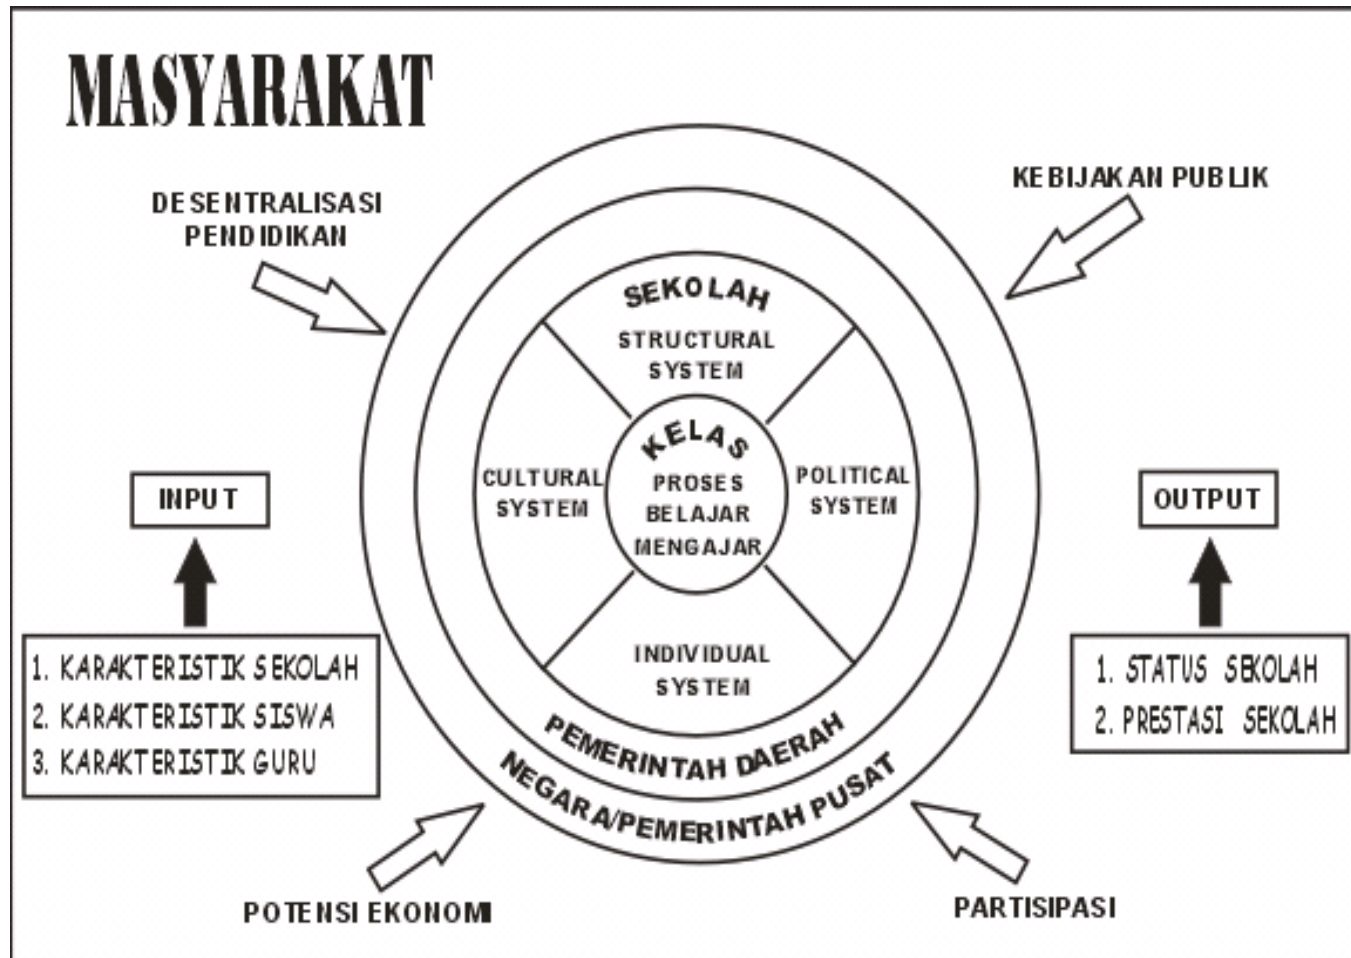 MASYARAKAT
DESENTRALISASI
PENDIDIKAN
KEBIJAKAN PUBLIK
SEKOLAH
STRUCTURAL
SYSTEM
KELAS
PROSES
BELAJAR
MENGAJAR
CULTURAL
SYSTEM
POLITICAL
SYSTEM
INPUT
OUTPUT
INDIVIDUAL
SYSTEM
1. KARAKTERISTIK SEKOLAH
2. KARAKTERISTIK SISWA
3. KARAKTERISTIK GURU
1. STATUS SEKOLAH
2. PRESTASI SEKOLAH
PEMERINTAH DAERAH
NEGARA/PEMERINTAH PUSAT
POTENSI EKONOMI
PARTISIPASI